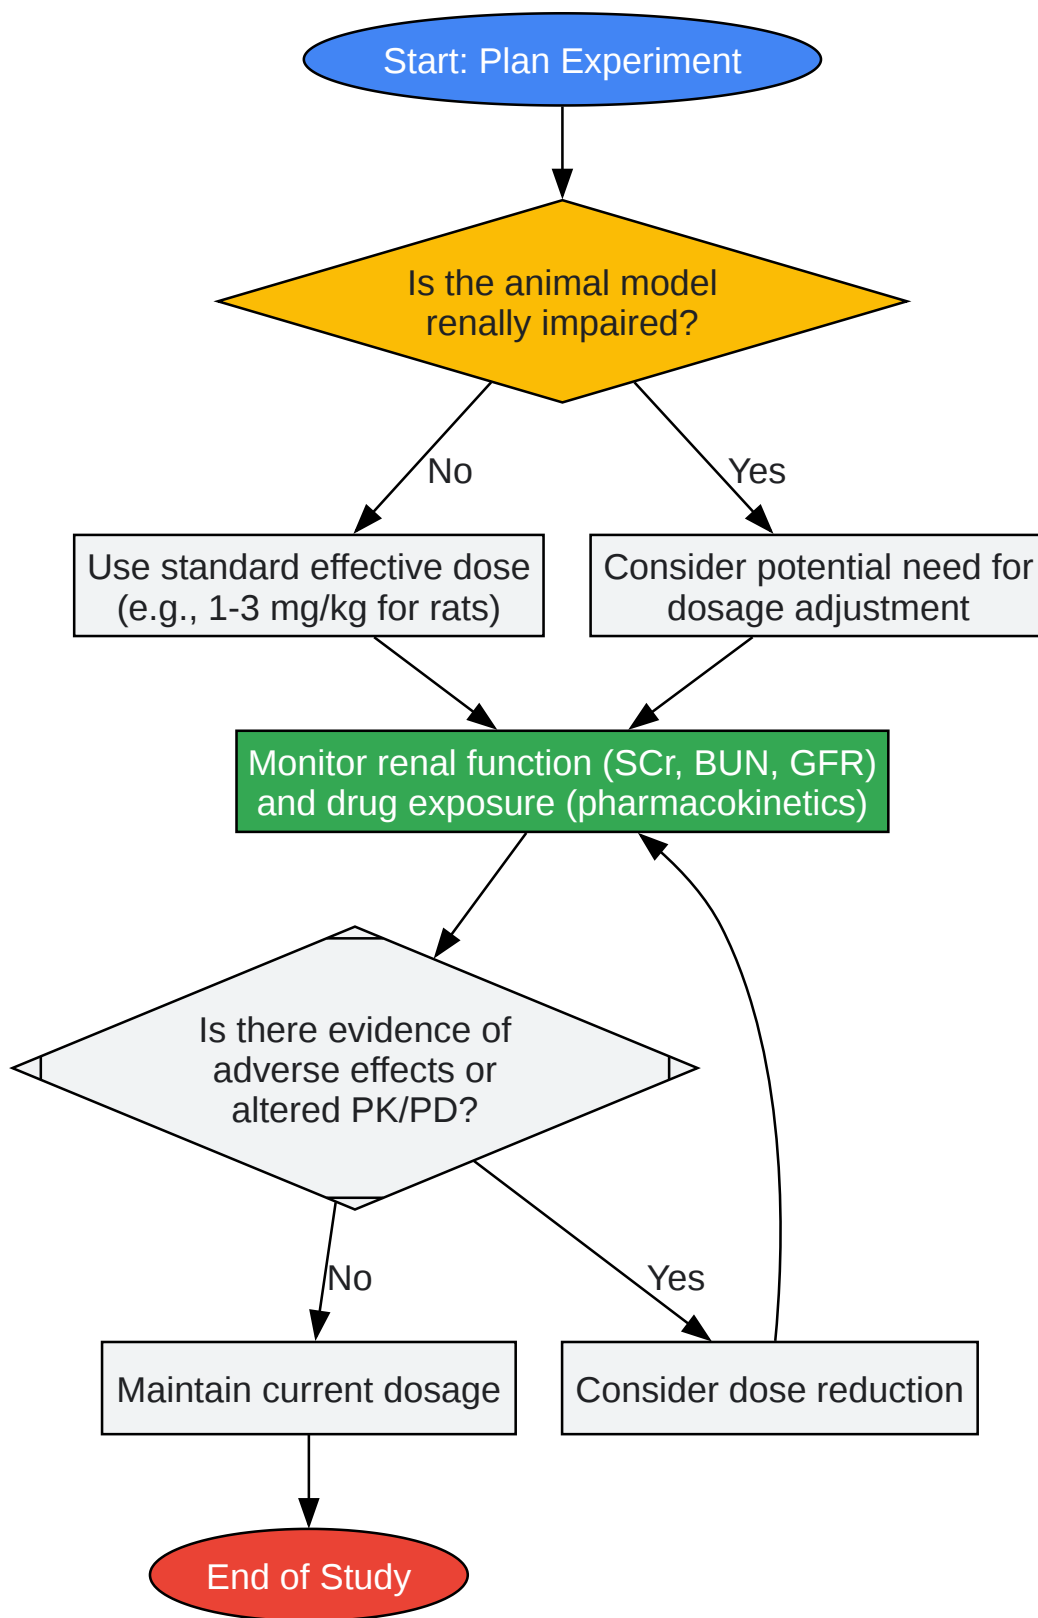 Start: Plan Experiment
Is the animal model
renally impaired?
No
Yes
Use standard effective dose
(e.g., 1-3 mg/kg for rats)
Consider potential need for
dosage adjustment
Monitor renal function (SCr, BUN, GFR)
and drug exposure (pharmacokinetics)
Is there evidence of
adverse effects or
altered PK/PD?
No
Yes
Maintain current dosage
Consider dose reduction
End of Study